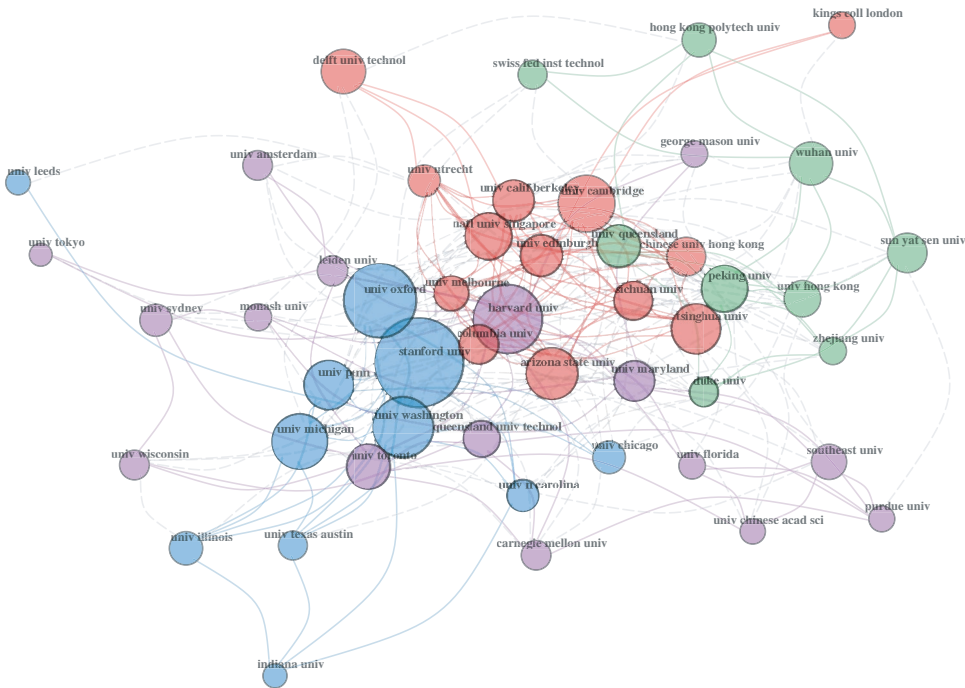 kings coll london
hong kong polytech univ
delft univ technol
swiss fed inst technol
george mason univ
wuhan univ
univ amsterdam
univ utrecht
univ leeds
univ calif berkeley
univ cambridge
natl univ singapore
univ queensland
univ tokyo
univ edinburgh
chinese univ hong kong
sun yat sen univ
leiden univ
peking univ
univ melbourne
univ oxford
sichuan univ
univ hong kong
univ sydney
monash univ
harvard univ
tsinghua univ
columbia univ
zhejiang univ
stanford univ
arizona state univ
univ penn
univ maryland
duke univ
univ washington
univ michigan
queensland univ technol
univ chicago
southeast univ
univ wisconsin
univ toronto
univ florida
univ n carolina
purdue univ
univ chinese acad sci
univ illinois
univ texas austin
carnegie mellon univ
indiana univ